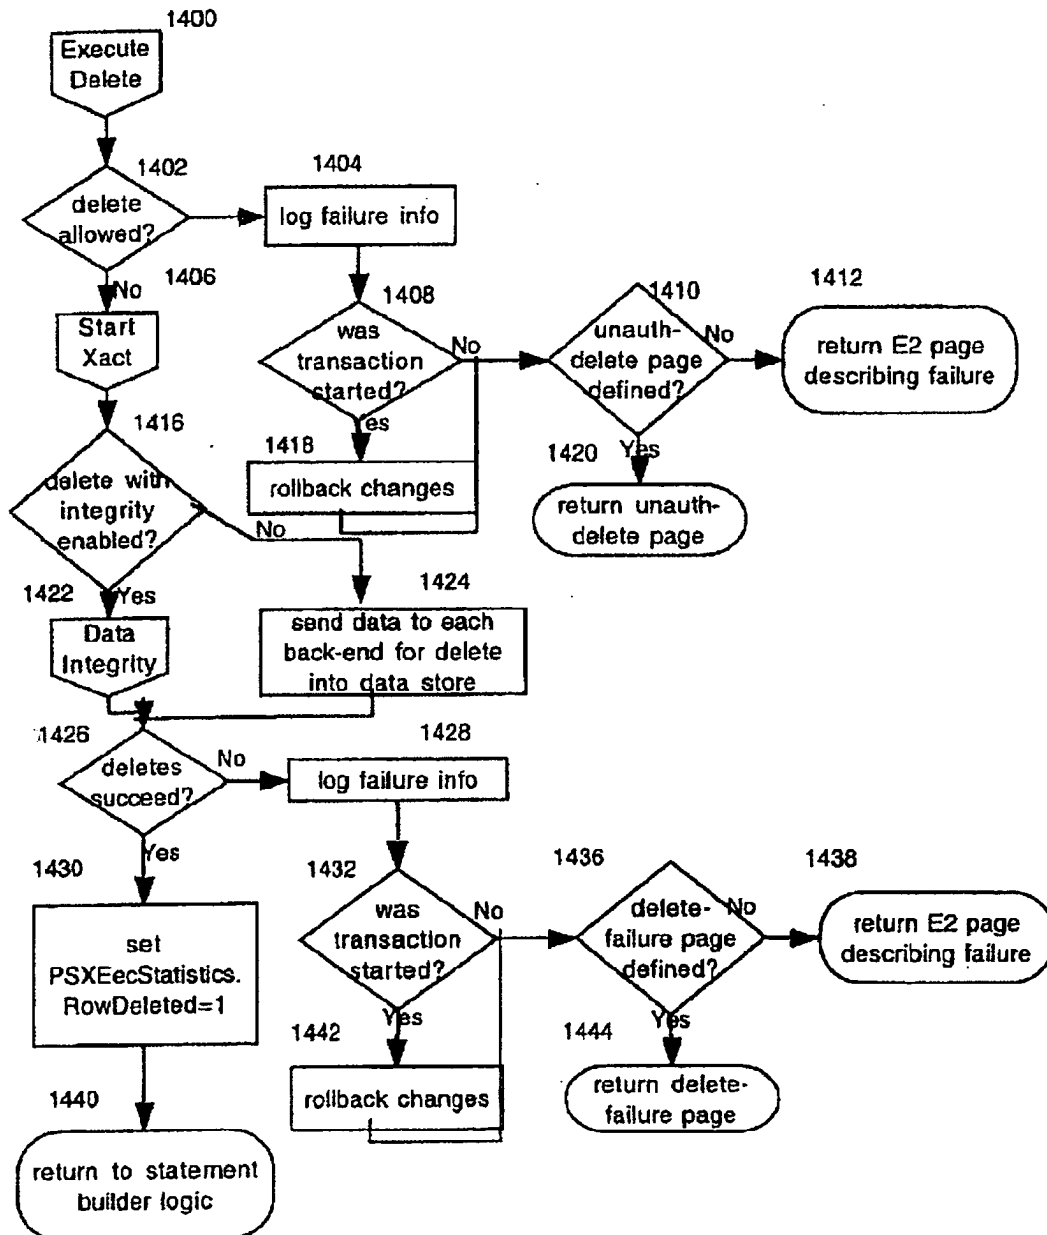 1400
Execute
Delete
1402
delete
allowed?
1404
log failure info
1406
No
Start
Xact
1408
was
transaction
started?
No
Yes
1410
unauth-
delete page
defined?
No
1412
return E2 page
describing failure
1416
delete with
integrity
enabled?
No
1418
rollback changes
1420
Yes
return unauth-
delete page
1422
Yes
Data
Integrity
1424
send data to each
back-end for delete
into data store
1426
deletes
succeed?
No
1428
log failure info
Yes
1430
set
PSXEecStatistics.
RowDeleted=1
1432
was
transaction
started?
No
Yes
1436
delete-
failure page
defined?
No
1438
return E2 page
describing failure
1442
rollback changes
1444
Yes
return delete-
failure page
1440
return to statement
builder logic